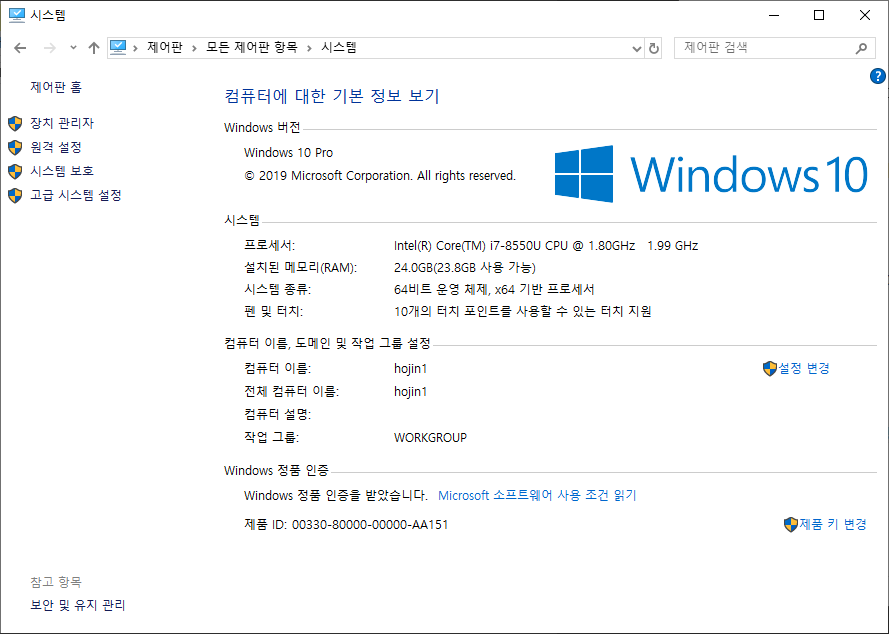 시스템
제어판 › 모든 제어판 항목 › 시스템
제어판 검색
?
제어판 홈
장치 관리자
원격 설정
시스템 보호
고급 시스템 설정
컴퓨터에 대한 기본 정보 보기
Windows 버전
Windows 10 Pro
© 2019 Microsoft Corporation. All rights reserved.
Windows 10
시스템
프로세서: Intel(R) Core(TM) i7-8550U CPU @ 1.80GHz 1.99 GHz
설치된 메모리(RAM): 24.0GB(23.8GB 사용 가능)
시스템 종류: 64비트 운영 체제, x64 기반 프로세서
펜 및 터치: 10개의 터치 포인트를 사용할 수 있는 터치 지원
컴퓨터 이름, 도메인 및 작업 그룹 설정
컴퓨터 이름: hojin1 설정 변경
전체 컴퓨터 이름: hojin1
컴퓨터 설명:
작업 그룹: WORKGROUP
Windows 정품 인증
Windows 정품 인증을 받았습니다. Microsoft 소프트웨어 사용 조건 읽기
제품 ID: 00330-80000-00000-AA151 제품 키 변경
참고 항목
보안 및 유지 관리